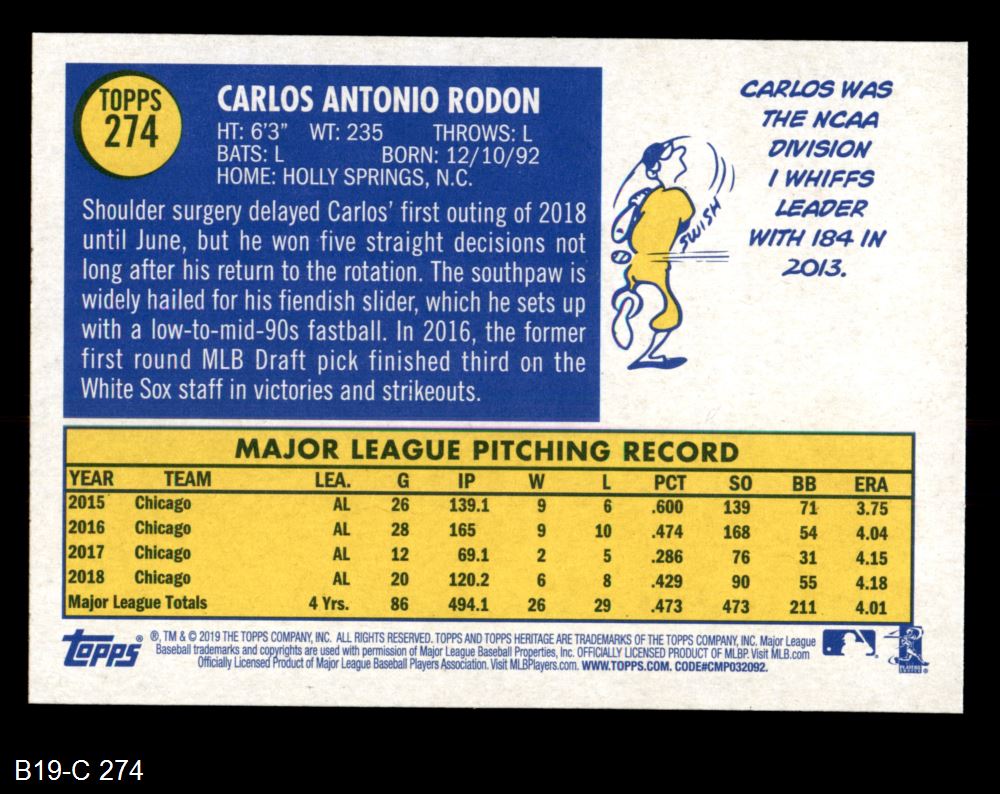 TOPPS
274
CARLOS ANTONIO RODON
HT: 6'3" WT: 235 THROWS: L
BATS: L BORN: 12/10/92
HOME: HOLLY SPRINGS, N.C.
Shoulder surgery delayed Carlos' first outing of 2018
until June, but he won five straight decisions not
long after his return to the rotation. The southpaw is
widely hailed for his fiendish slider, which he sets up
with a low-to-mid-90s fastball. In 2016, the former
first round MLB Draft pick finished third on the
White Sox staff in victories and strikeouts.
CARLOS WAS
THE NCAA
DIVISION
I WHIFFS
LEADER
WITH 184 IN
2013.
SWISH
MAJOR LEAGUE PITCHING RECORD
YEAR TEAM LEA. G IP W L PCT SO BB ERA
2015 Chicago AL 26 139.1 9 6 .600 139 71 3.75
2016 Chicago AL 28 165 9 10 .474 168 54 4.04
2017 Chicago AL 12 69.1 2 5 .286 76 31 4.15
2018 Chicago AL 20 120.2 6 8 .429 90 55 4.18
Major League Totals 4 Yrs. 86 494.1 26 29 .473 473 211 4.01
topps ®
®, TM & © 2019 THE TOPPS COMPANY, INC. ALL RIGHTS RESERVED. TOPPS AND TOPPS HERITAGE ARE TRADEMARKS OF THE TOPPS COMPANY, INC. Major League
Baseball trademarks and copyrights are used with permission of Major League Baseball Properties, Inc. OFFICIALLY LICENSED PRODUCT OF MLBP. Visit MLB.com
Officially Licensed Product of Major League Baseball Players Association. Visit MLBPlayers.com. WWW.TOPPS.COM. CODE#CMP032092.
B19-C 274